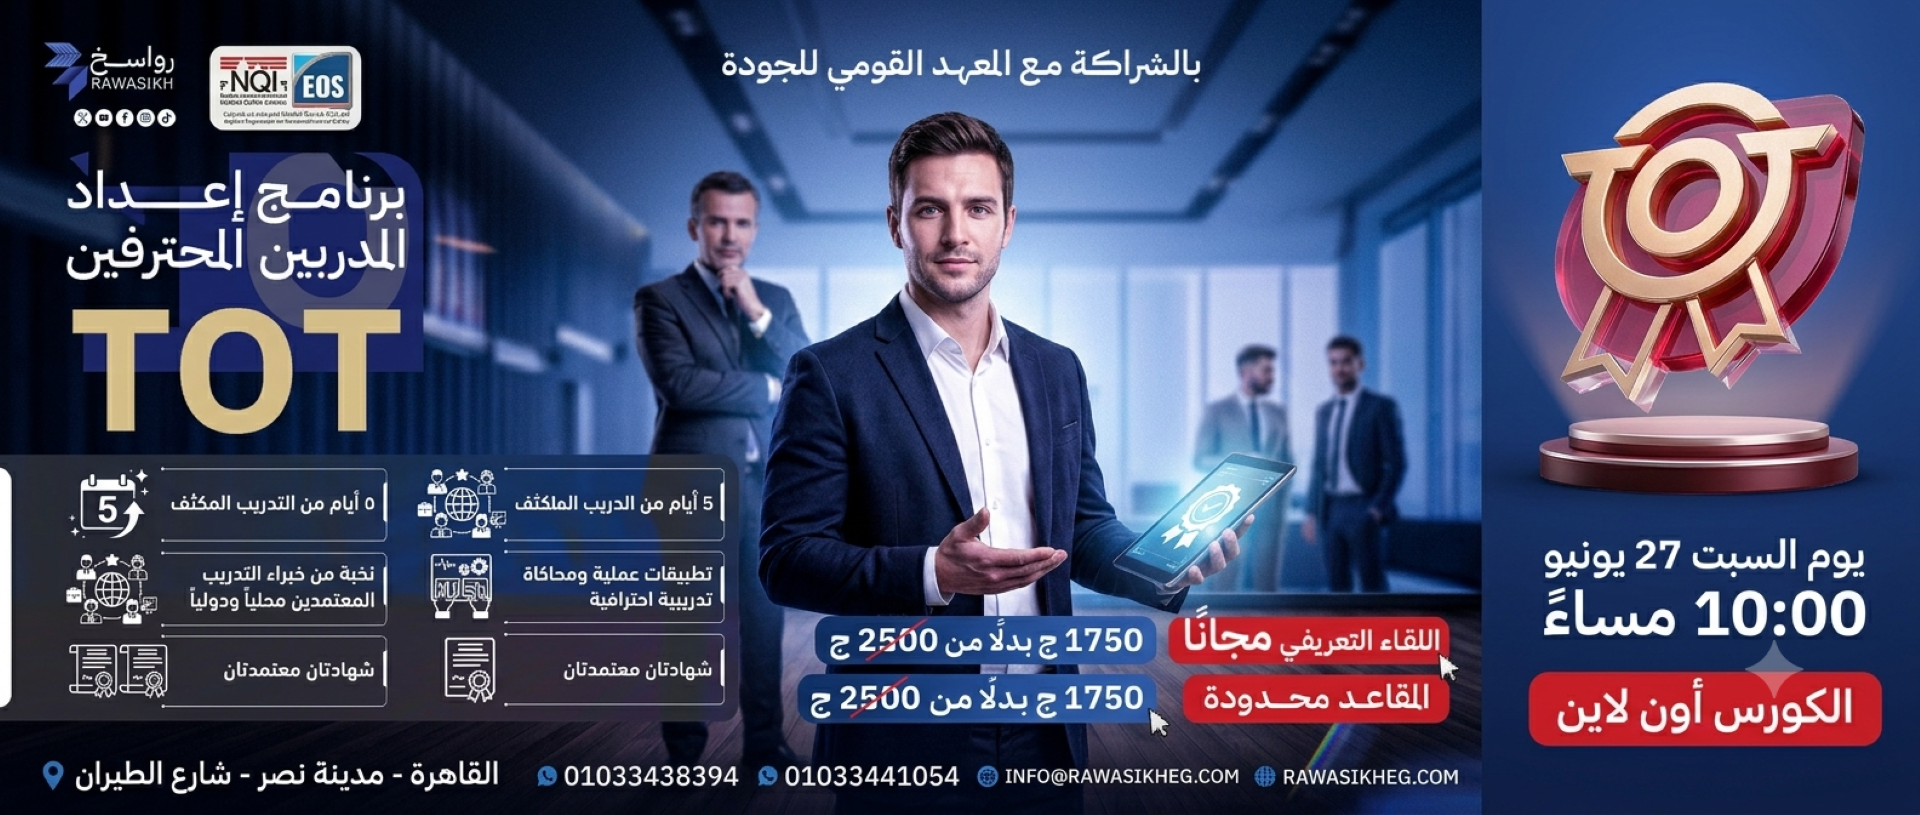 رواسخ
RAWASIKH
NQI
EOS
بالشراكة مع المعهد القومي للجودة
برنامج إعداد
المدربين المحترفين
TOT
5
٥ أيام من التدريب المكثف
5 أيام من الدريب الملكثف
نخبة من خبراء التدريب
المعتمدين محلياً ودولياً
تطبيقات عملية ومحاكاة
تدريبية احترافية
شهادتان معتمدتان
شهادتان معتمدتان
اللقاء التعريفي مجانًا
1750 ج بدلًا من 2500 ج
المقاعد محدودة
1750 ج بدلًا من 2500 ج
القاهرة - مدينة نصر - شارع الطيران
01033438394
01033441054
INFO@RAWASIKHEG.COM
RAWASIKHEG.COM
TOT
يوم السبت 27 يونيو
10:00 مساءً
الكورس أون لاين